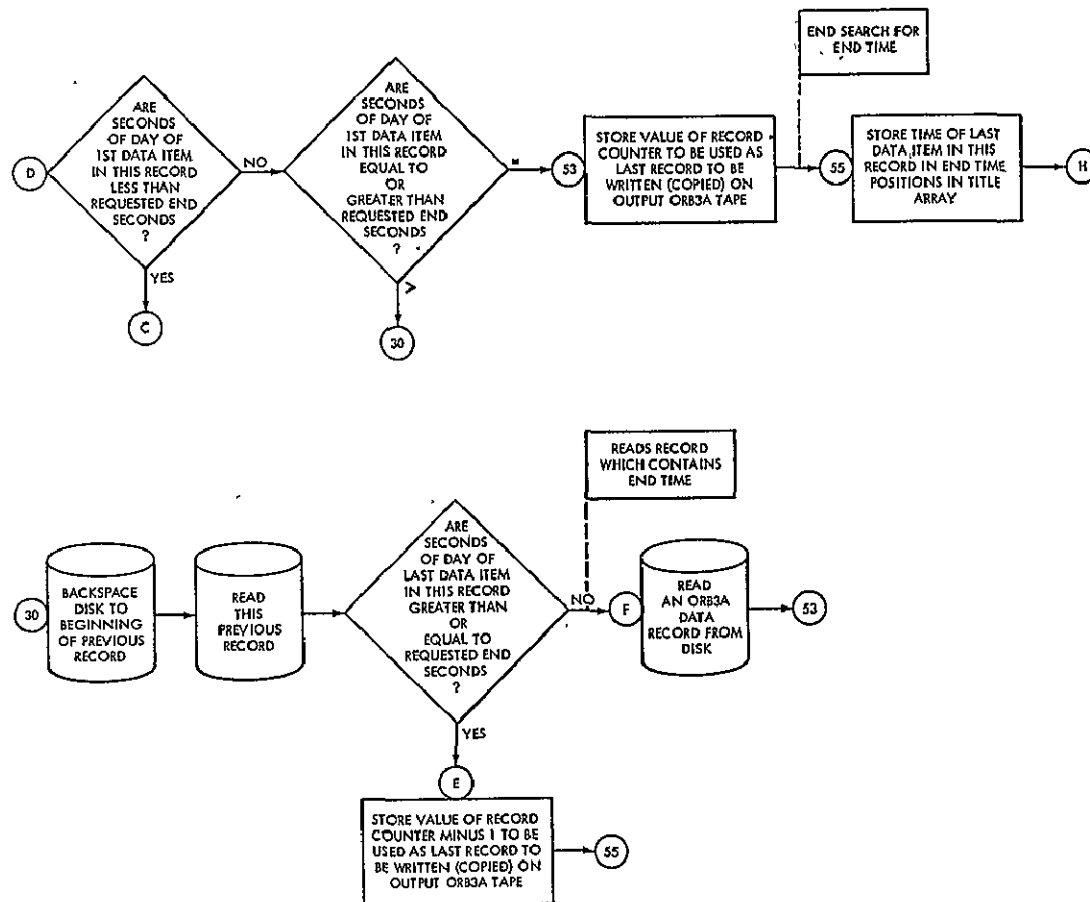 END SEARCH FOR
END TIME
D
ARE
SECONDS
OF DAY OF
1ST DATA ITEM
IN THIS RECORD
LESS THAN
REQUESTED END
SECONDS
?
NO
YES
C
ARE
SECONDS
OF DAY OF
1ST DATA ITEM
IN THIS RECORD
EQUAL TO
OR
GREATER THAN
REQUESTED END
SECONDS
?
=
>
30
53
STORE VALUE OF RECORD
COUNTER TO BE USED AS
LAST RECORD TO BE
WRITTEN (COPIED) ON
OUTPUT ORB3A TAPE
55
STORE TIME OF LAST
DATA ITEM IN THIS
RECORD IN END TIME
POSITIONS IN TITLE
ARRAY
H
READS RECORD
WHICH CONTAINS
END TIME
30
BACKSPACE
DISK TO
BEGINNING
OF PREVIOUS
RECORD
READ
THIS
PREVIOUS
RECORD
ARE
SECONDS
OF DAY OF
LAST DATA ITEM
IN THIS RECORD
GREATER THAN
OR
EQUAL TO
REQUESTED END
SECONDS
?
NO
F
READ
AN ORB3A
DATA
RECORD FROM
DISK
53
YES
E
STORE VALUE OF RECORD
COUNTER MINUS 1 TO BE
USED AS LAST RECORD TO
BE WRITTEN (COPIED) ON
OUTPUT ORB3A TAPE
55